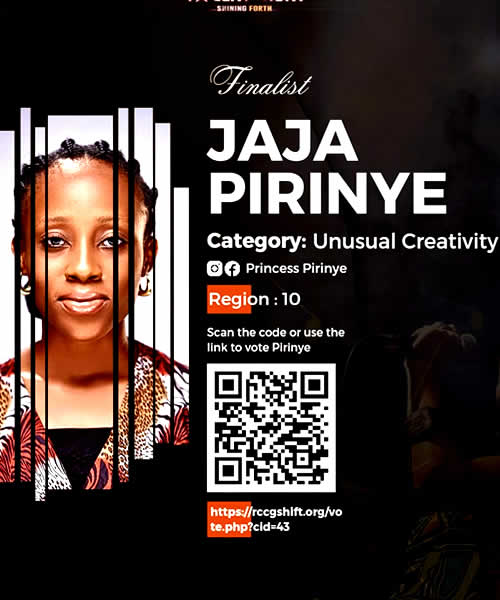 SHINING FORTH
Finalist
JAJA
PIRINYE
Category: Unusual Creativity
Princess Pirinye
Region : 10
Scan the code or use the
link to vote Pirinye
https://rccgshift.org/vo
te.php?cid=43